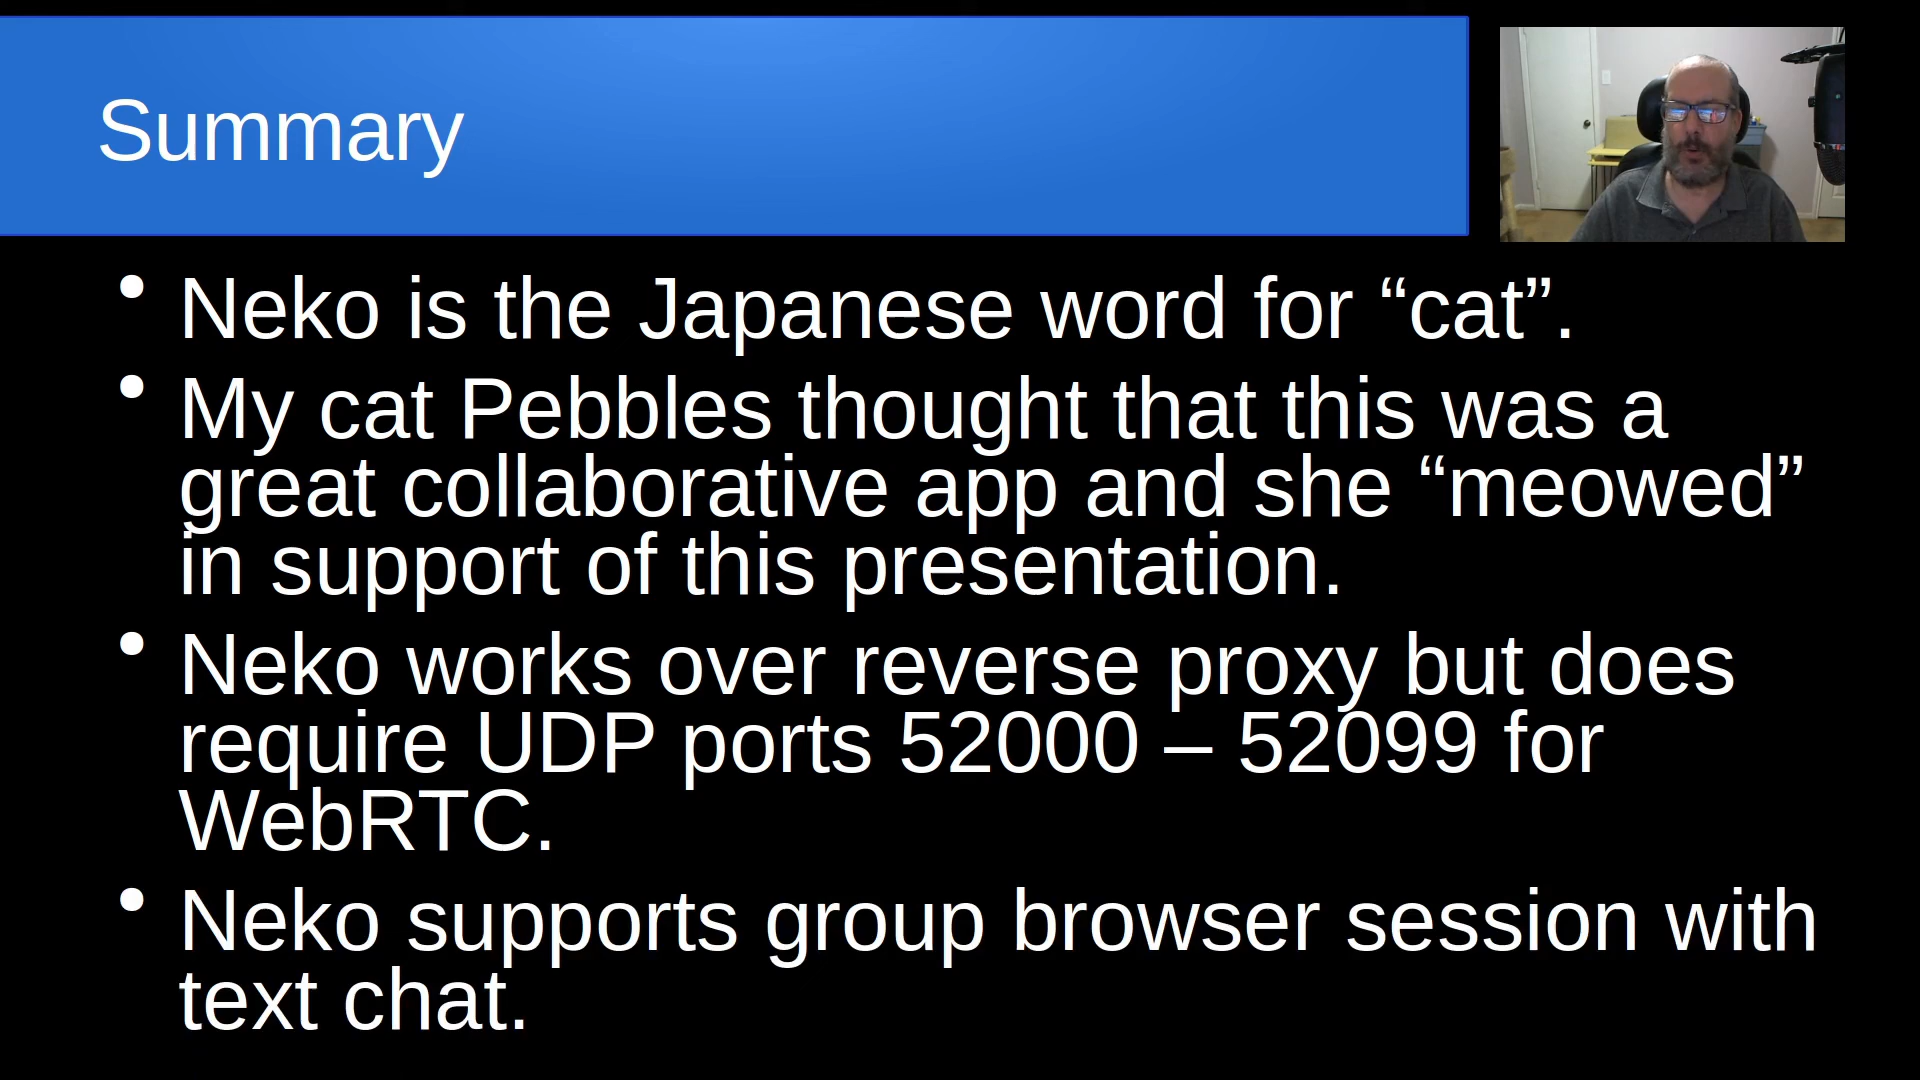 Summary
• Neko is the Japanese word for “cat”.
• My cat Pebbles thought that this was a
great collaborative app and she “meowed”
in support of this presentation.
• Neko works over reverse proxy but does
require UDP ports 52000 – 52099 for
WebRTC.
• Neko supports group browser session with
text chat.